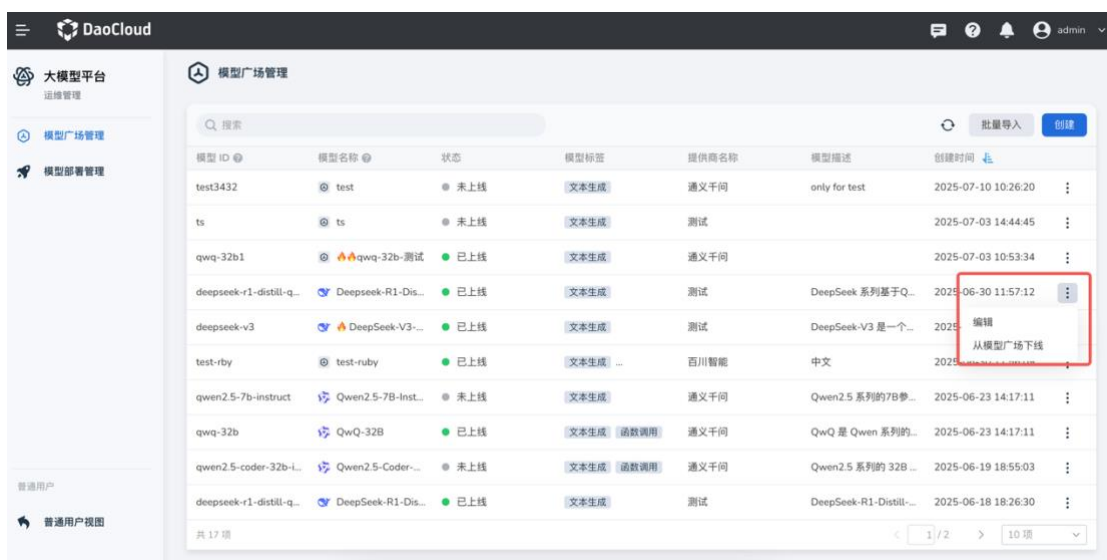 DaoCloud admin
大模型平台
运维管理
模型广场管理
模型部署管理
普通用户
普通用户视图
模型广场管理
搜索 批量导入 创建
模型 ID 模型名称 状态 模型标签 提供商名称 模型描述 创建时间
test3432 test 未上线 文本生成 通义千问 only for test 2025-07-10 10:26:20
ts ts 未上线 文本生成 测试 2025-07-03 14:44:45
qwq-32b1 🔥🔥qwq-32b-测试 已上线 文本生成 通义千问 2025-07-03 10:53:34
deepseek-r1-distill-q... Deepseek-R1-Dis... 已上线 文本生成 测试 DeepSeek 系列基于Q... 2025-06-30 11:57:12
deepseek-v3 🔥 DeepSeek-V3-... 已上线 文本生成 测试 DeepSeek-V3 是一个... 2025-
编辑
从模型广场下线
test-rby test-ruby 已上线 文本生成 ... 百川智能 中文
qwen2.5-7b-instruct Qwen2.5-7B-Inst... 未上线 文本生成 通义千问 Qwen2.5 系列的7B参... 2025-06-23 14:17:11
qwq-32b QwQ-32B 已上线 文本生成 函数调用 通义千问 QwQ 是 Qwen 系列的... 2025-06-23 14:17:11
qwen2.5-coder-32b-i... Qwen2.5-Coder-... 未上线 文本生成 函数调用 通义千问 Qwen2.5 系列的 32B ... 2025-06-19 18:55:03
deepseek-r1-distill-q... DeepSeek-R1-Dis... 已上线 文本生成 测试 DeepSeek-R1-Distill-... 2025-06-18 18:26:30
共 17 项 1 / 2 10 项